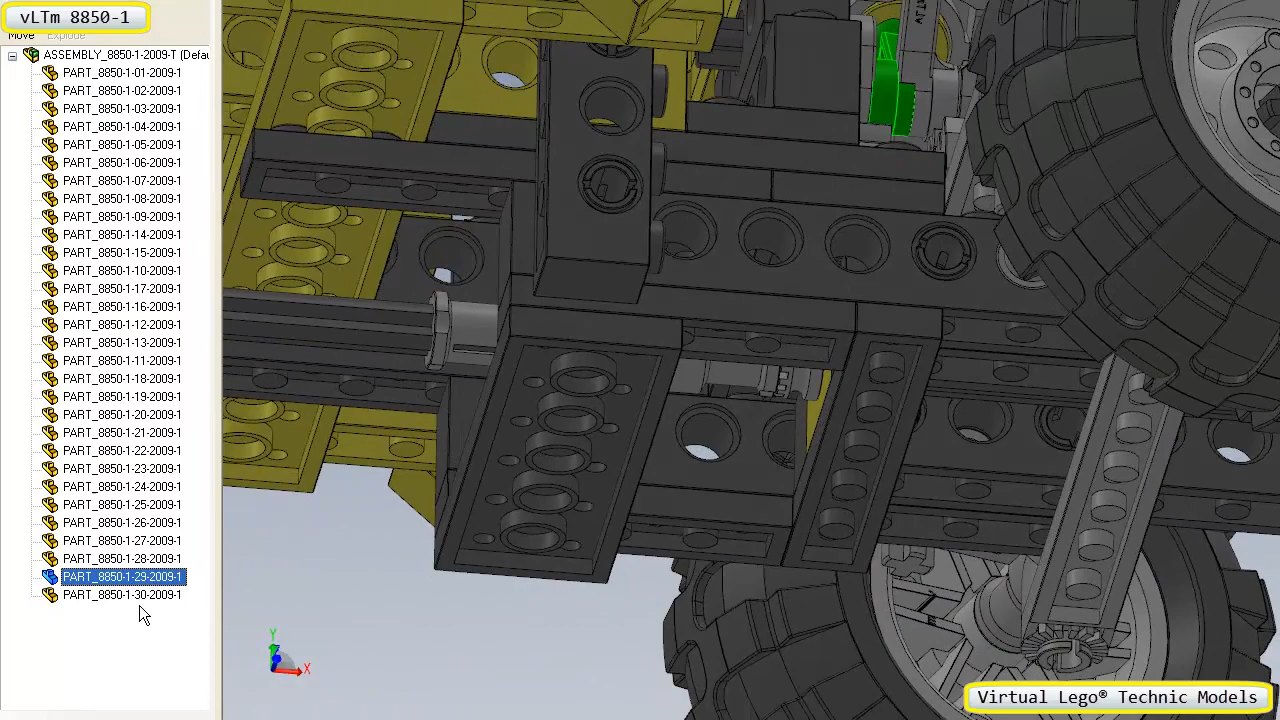 vLTm 8850-1
Move Explode
ASSEMBLY_8850-1-2009-T (Defau
PART_8850-1-01-2009-1
PART_8850-1-02-2009-1
PART_8850-1-03-2009-1
PART_8850-1-04-2009-1
PART_8850-1-05-2009-1
PART_8850-1-06-2009-1
PART_8850-1-07-2009-1
PART_8850-1-08-2009-1
PART_8850-1-09-2009-1
PART_8850-1-14-2009-1
PART_8850-1-15-2009-1
PART_8850-1-10-2009-1
PART_8850-1-17-2009-1
PART_8850-1-16-2009-1
PART_8850-1-12-2009-1
PART_8850-1-13-2009-1
PART_8850-1-11-2009-1
PART_8850-1-18-2009-1
PART_8850-1-19-2009-1
PART_8850-1-20-2009-1
PART_8850-1-21-2009-1
PART_8850-1-22-2009-1
PART_8850-1-23-2009-1
PART_8850-1-24-2009-1
PART_8850-1-25-2009-1
PART_8850-1-26-2009-1
PART_8850-1-27-2009-1
PART_8850-1-28-2009-1
PART_8850-1-29-2009-1
PART_8850-1-30-2009-1
Y
Z
X
Virtual Lego® Technic Models